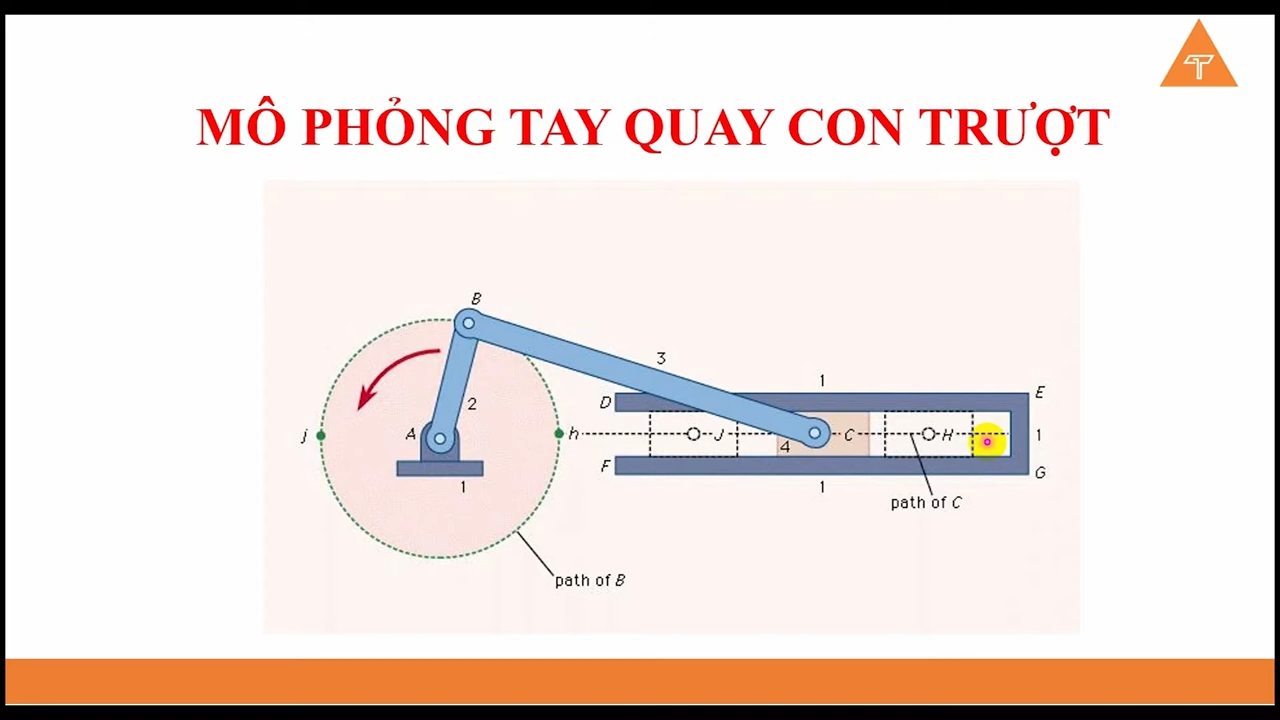 MÔ PHỎNG TAY QUAY CON TRƯỢT
B
3
1
D
E
2
j
A
h
J
4
C
H
1
F
G
1
1
path of C
path of B